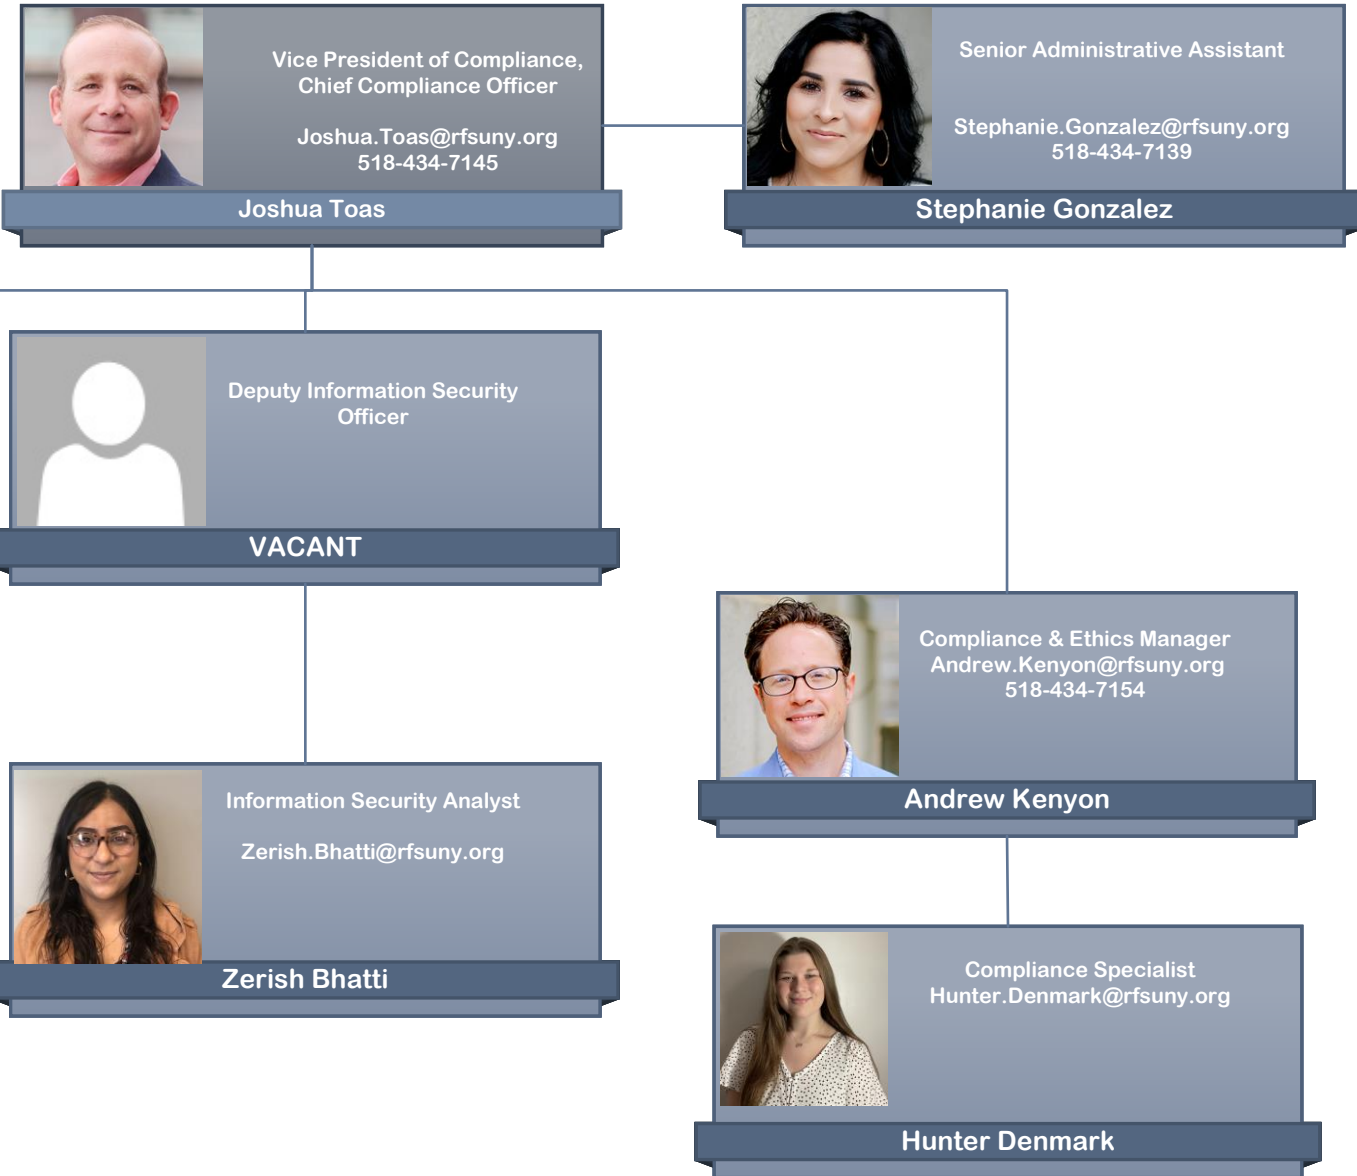 Vice President of Compliance,
Chief Compliance Officer
Joshua.Toas@rfsuny.org
518-434-7145
Joshua Toas
Senior Administrative Assistant
Stephanie.Gonzalez@rfsuny.org
518-434-7139
Stephanie Gonzalez
Deputy Information Security
Officer
VACANT
Compliance & Ethics Manager
Andrew.Kenyon@rfsuny.org
518-434-7154
Andrew Kenyon
Information Security Analyst
Zerish.Bhatti@rfsuny.org
Zerish Bhatti
Compliance Specialist
Hunter.Denmark@rfsuny.org
Hunter Denmark